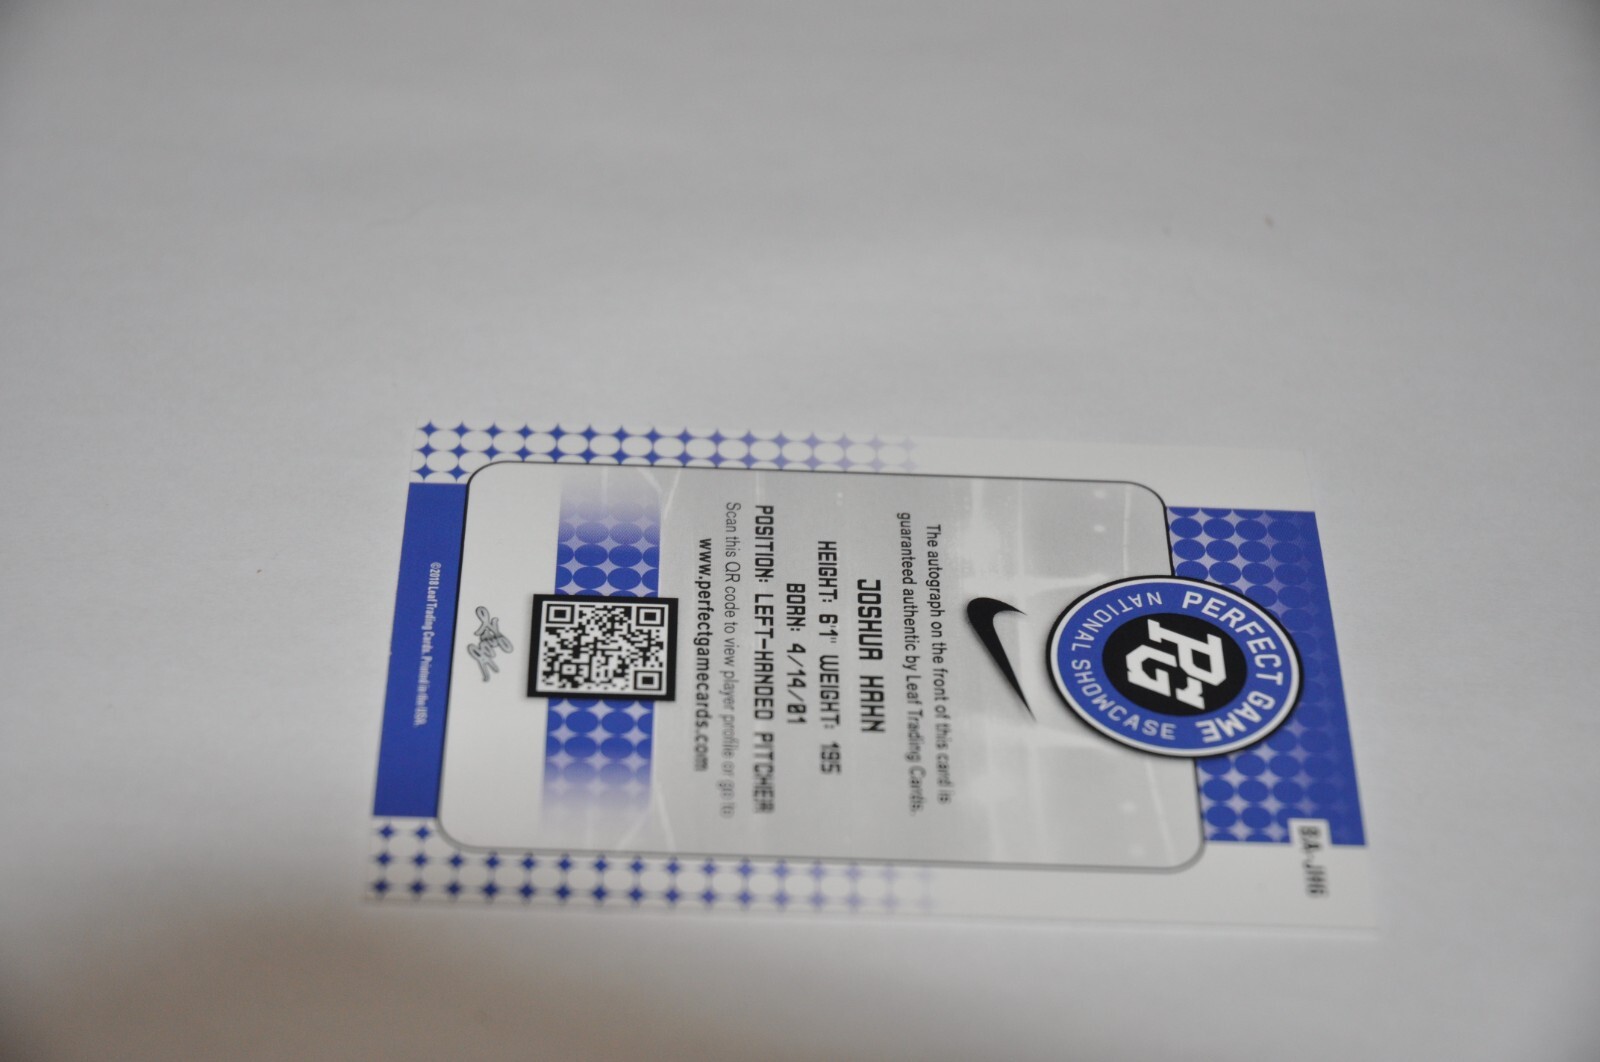 PERFECT GAME
PG
NATIONAL SHOWCASE
The autograph on the front of this card is
guaranteed authentic by Leaf Trading Cards.
JOSHUA HAHN
HEIGHT: 6'1" WEIGHT: 195
BORN: 4/14/01
POSITION: LEFT-HANDED PITCHER
Scan this QR code to view player profile or go to
www.perfectgamecards.com
Leaf
©2018 Leaf Trading Cards. Printed in the USA.